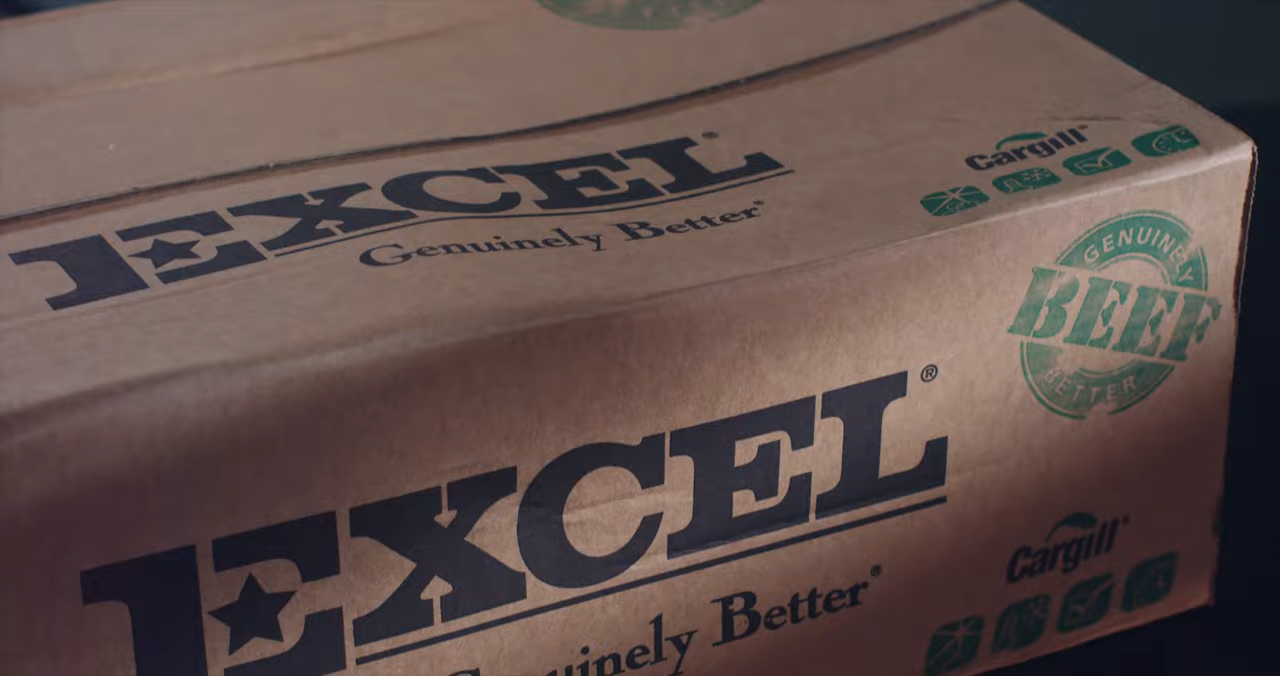 EXCEL®
Genuinely Better®
Cargill®
GENUINELY
BEEF
BETTER
EXCEL®
Genuinely Better®
Cargill®